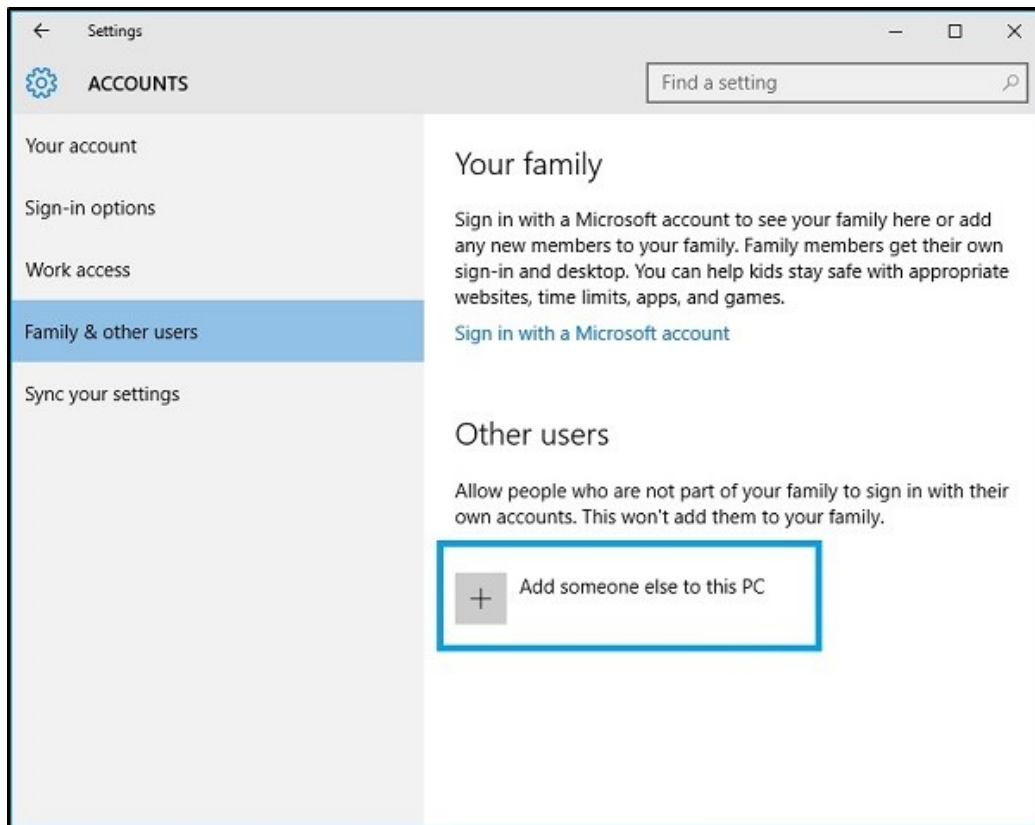 Settings
ACCOUNTS
Find a setting
Your account
Sign-in options
Work access
Family & other users
Sync your settings
Your family
Sign in with a Microsoft account to see your family here or add
any new members to your family. Family members get their own
sign-in and desktop. You can help kids stay safe with appropriate
websites, time limits, apps, and games.
Sign in with a Microsoft account
Other users
Allow people who are not part of your family to sign in with their
own accounts. This won't add them to your family.
Add someone else to this PC